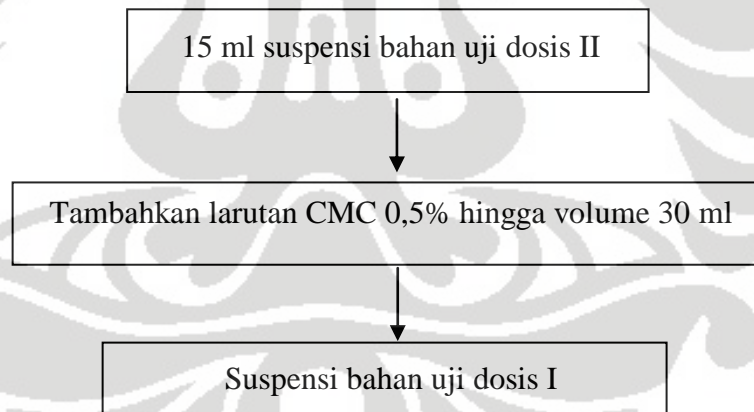 15 ml suspensi bahan uji dosis II
Tambahkan larutan CMC 0,5% hingga volume 30 ml
Suspensi bahan uji dosis I